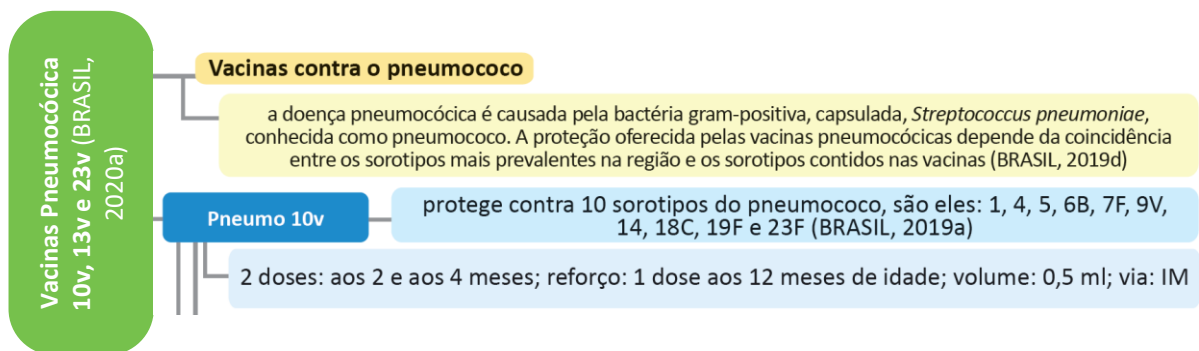 Vacinas Pneumocócica
10v, 13v e 23v (BRASIL,
2020a)
Vacinas contra o pneumococo
a doença pneumocócica é causada pela bactéria gram-positiva, capsulada, Streptococcus pneumoniae,
conhecida como pneumococo. A proteção oferecida pelas vacinas pneumocócicas depende da coincidência
entre os sorotipos mais prevalentes na região e os sorotipos contidos nas vacinas (BRASIL, 2019d)
Pneumo 10v
protege contra 10 sorotipos do pneumococo, são eles: 1, 4, 5, 6B, 7F, 9V,
14, 18C, 19F e 23F (BRASIL, 2019a)
2 doses: aos 2 e aos 4 meses; reforço: 1 dose aos 12 meses de idade; volume: 0,5 ml; via: IM